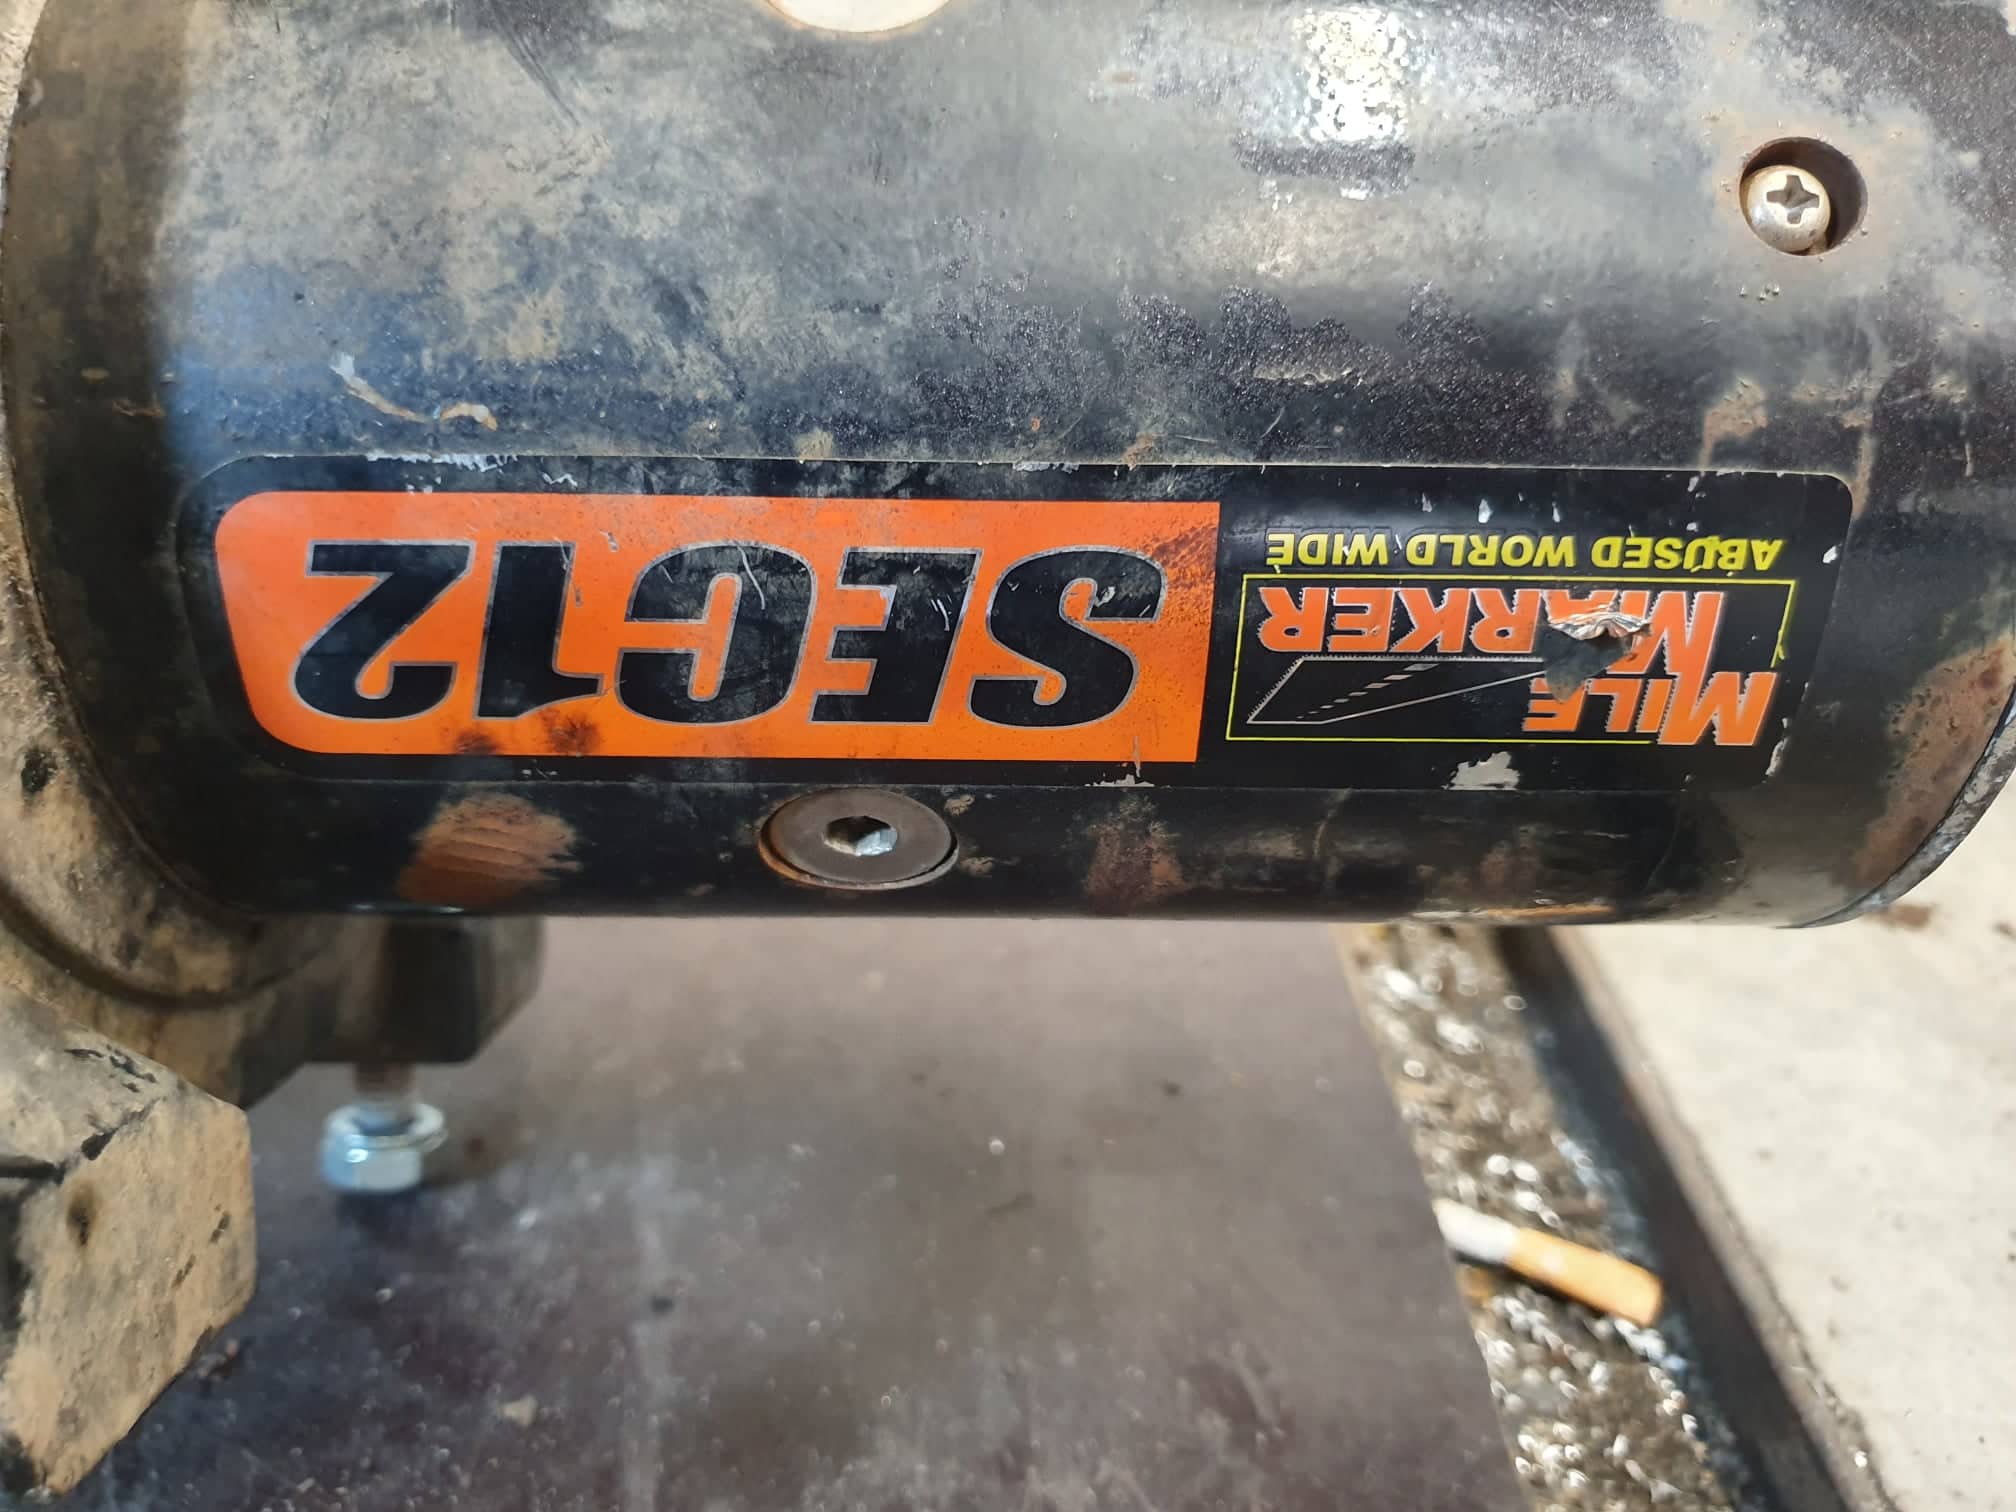 MILE
MARKER
ABUSED WORLD WIDE
SEC12